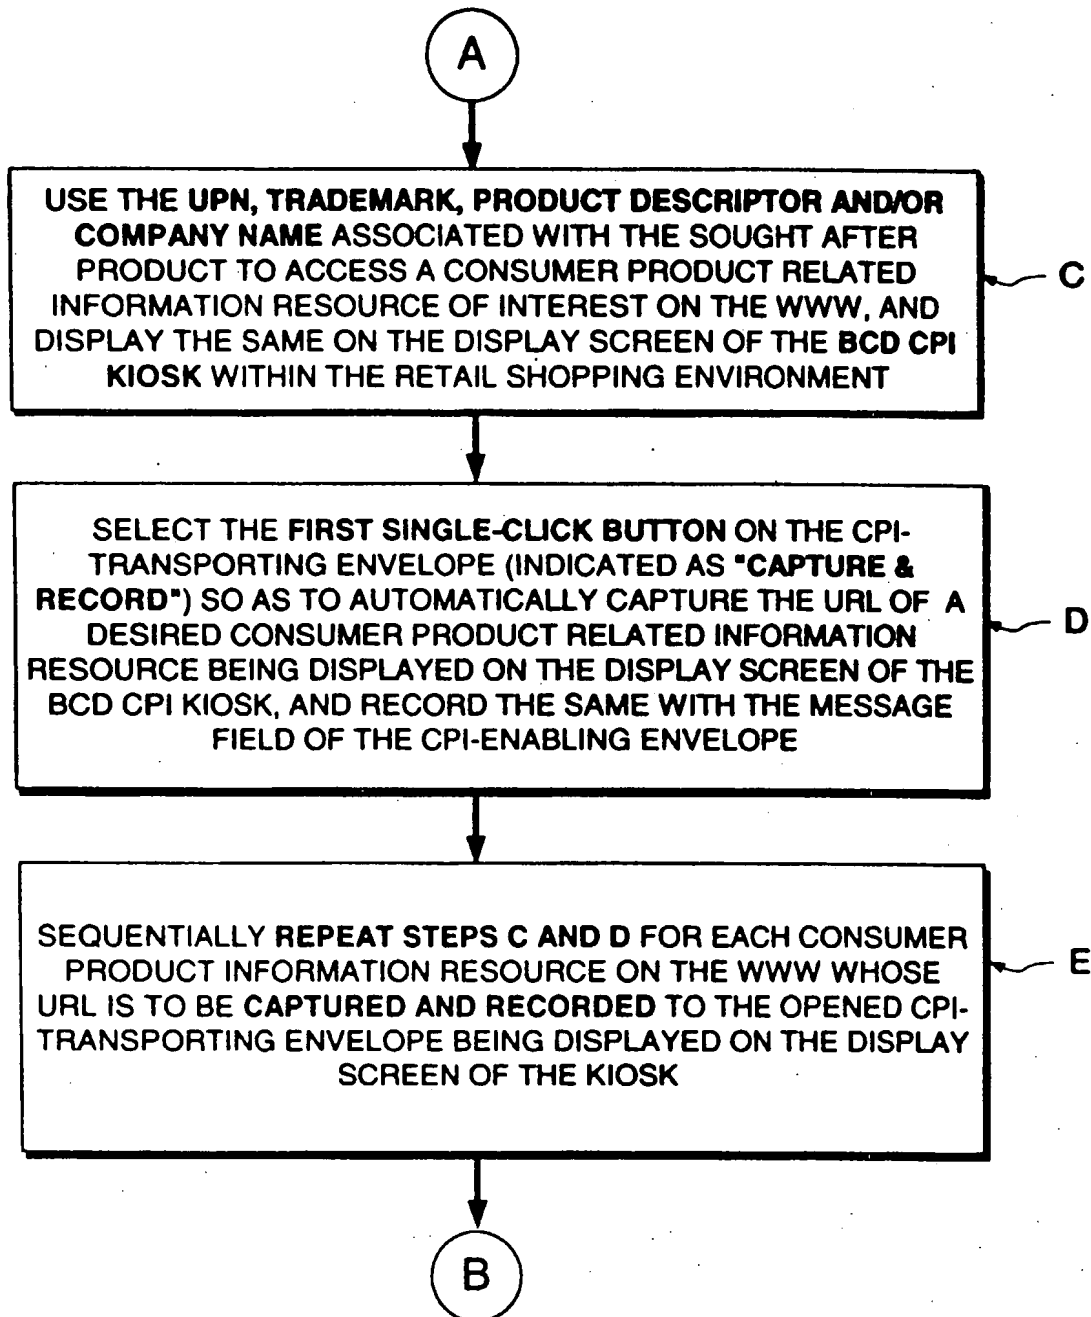 A
USE THE UPN, TRADEMARK, PRODUCT DESCRIPTOR AND/OR
COMPANY NAME ASSOCIATED WITH THE SOUGHT AFTER
PRODUCT TO ACCESS A CONSUMER PRODUCT RELATED
INFORMATION RESOURCE OF INTEREST ON THE WWW, AND
DISPLAY THE SAME ON THE DISPLAY SCREEN OF THE BCD CPI
KIOSK WITHIN THE RETAIL SHOPPING ENVIRONMENT
C
SELECT THE FIRST SINGLE-CLICK BUTTON ON THE CPI-
TRANSPORTING ENVELOPE (INDICATED AS "CAPTURE &
RECORD") SO AS TO AUTOMATICALLY CAPTURE THE URL OF A
DESIRED CONSUMER PRODUCT RELATED INFORMATION
RESOURCE BEING DISPLAYED ON THE DISPLAY SCREEN OF THE
BCD CPI KIOSK, AND RECORD THE SAME WITH THE MESSAGE
FIELD OF THE CPI-ENABLING ENVELOPE
D
SEQUENTIALLY REPEAT STEPS C AND D FOR EACH CONSUMER
PRODUCT INFORMATION RESOURCE ON THE WWW WHOSE
URL IS TO BE CAPTURED AND RECORDED TO THE OPENED CPI-
TRANSPORTING ENVELOPE BEING DISPLAYED ON THE DISPLAY
SCREEN OF THE KIOSK
E
B